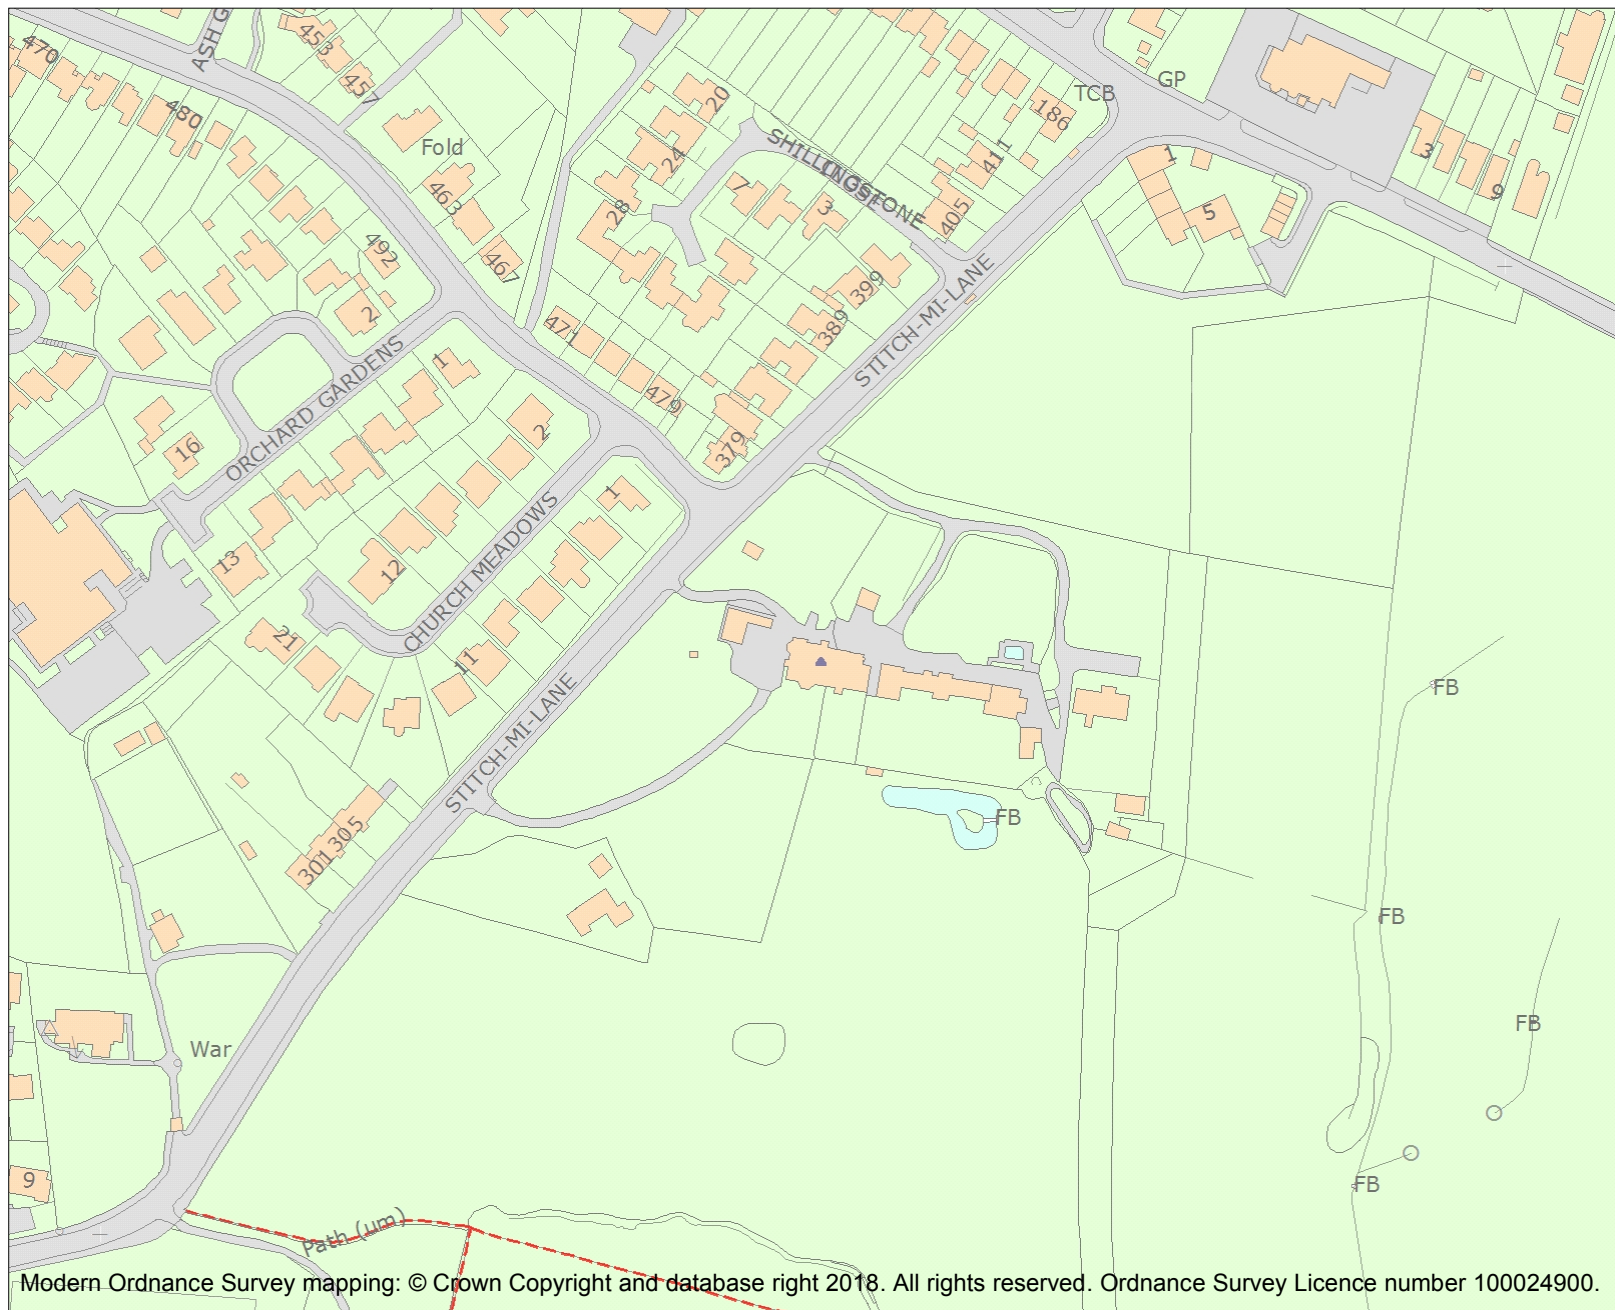 ASH G
453
470
457
480
Fold
463
467
492
2
471
479
20
SHILLINGSTONE
24
28
7
3
405
411
186
TCB
GP
399
389
379
STITCH-MI-LANE
1
5
3
9
ORCHARD GARDENS
1
16
13
2
1
12
CHURCH MEADOWS
21
11
STITCH-MI-LANE
301
305
FB
FB
FB
FB
FB
War
9
Path (um)
Modern Ordnance Survey mapping: © Crown Copyright and database right 2018. All rights reserved. Ordnance Survey Licence number 100024900.